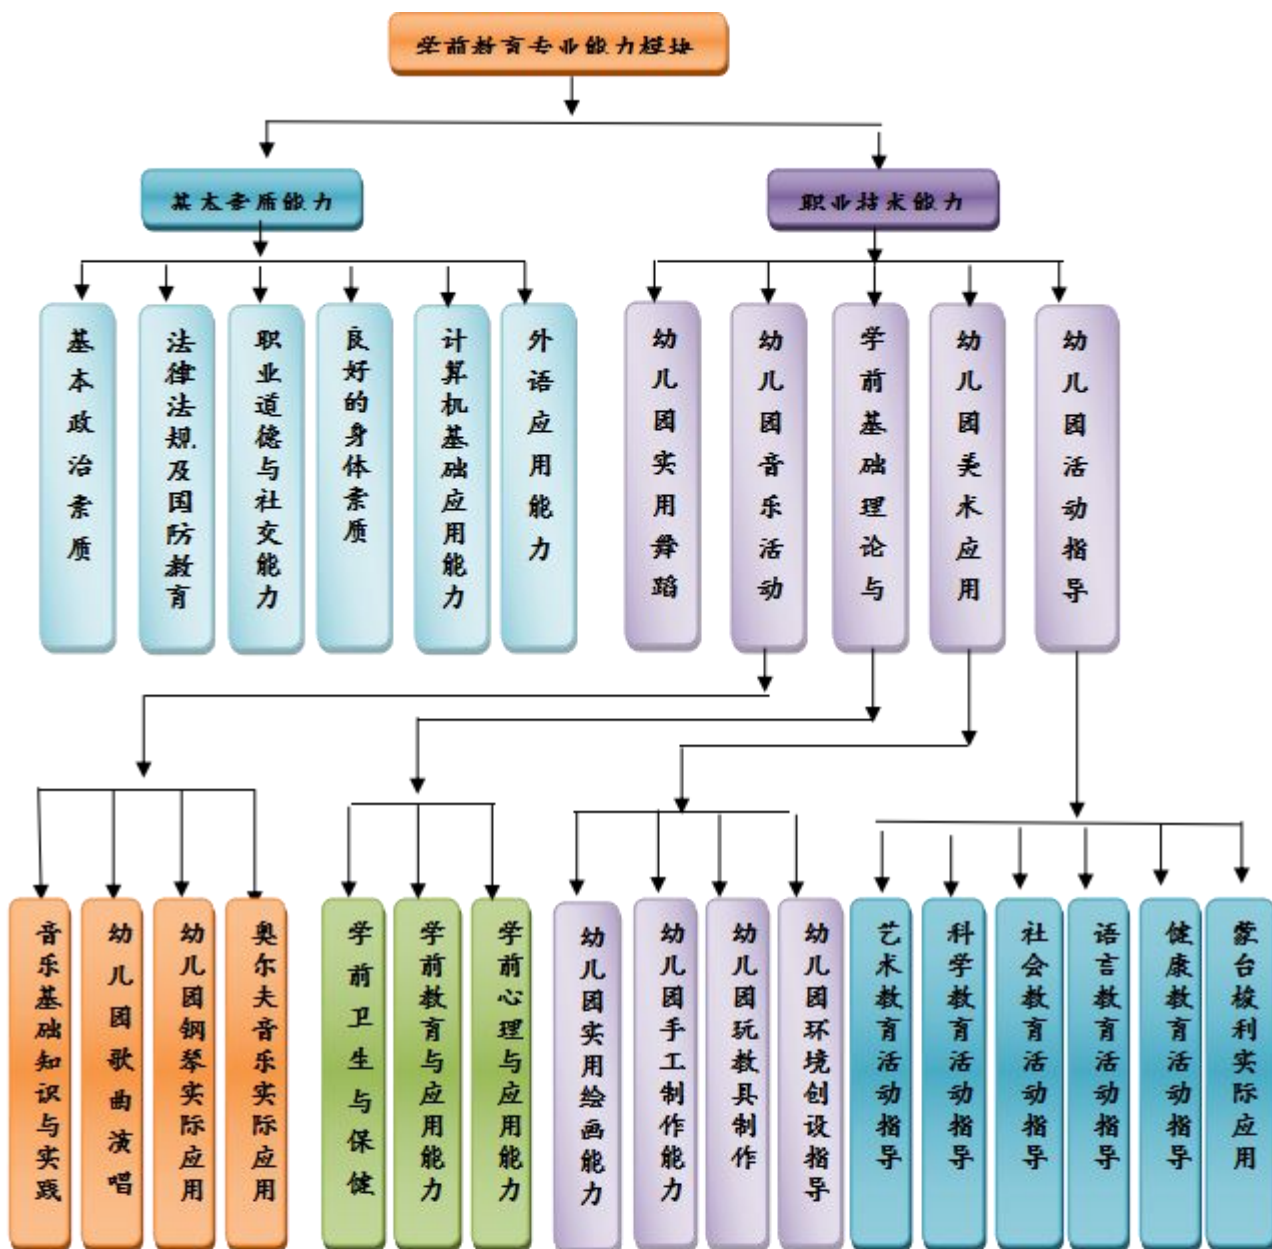 学前教育专业能力模块
基本素质能力
职业技术能力
基本政治素质
法律法规及国防教育
职业道德与社交能力
良好的身体素质
计算机基础应用能力
外语应用能力
幼儿园实用舞蹈
幼儿园音乐活动
学前基础理论与
幼儿园美术应用
幼儿园活动指导
音乐基础知识与实践
幼儿园歌曲演唱
幼儿园钢琴实际应用
奥尔夫音乐实际应用
学前卫生与保健
学前教育与应用能力
学前心理与应用能力
幼儿园实用绘画能力
幼儿园手工制作能力
幼儿园玩教具制作
幼儿园环境创设指导
艺术教育活动指导
科学教育活动指导
社会教育活动指导
语言教育活动指导
健康教育活动指导
蒙台梭利实际应用